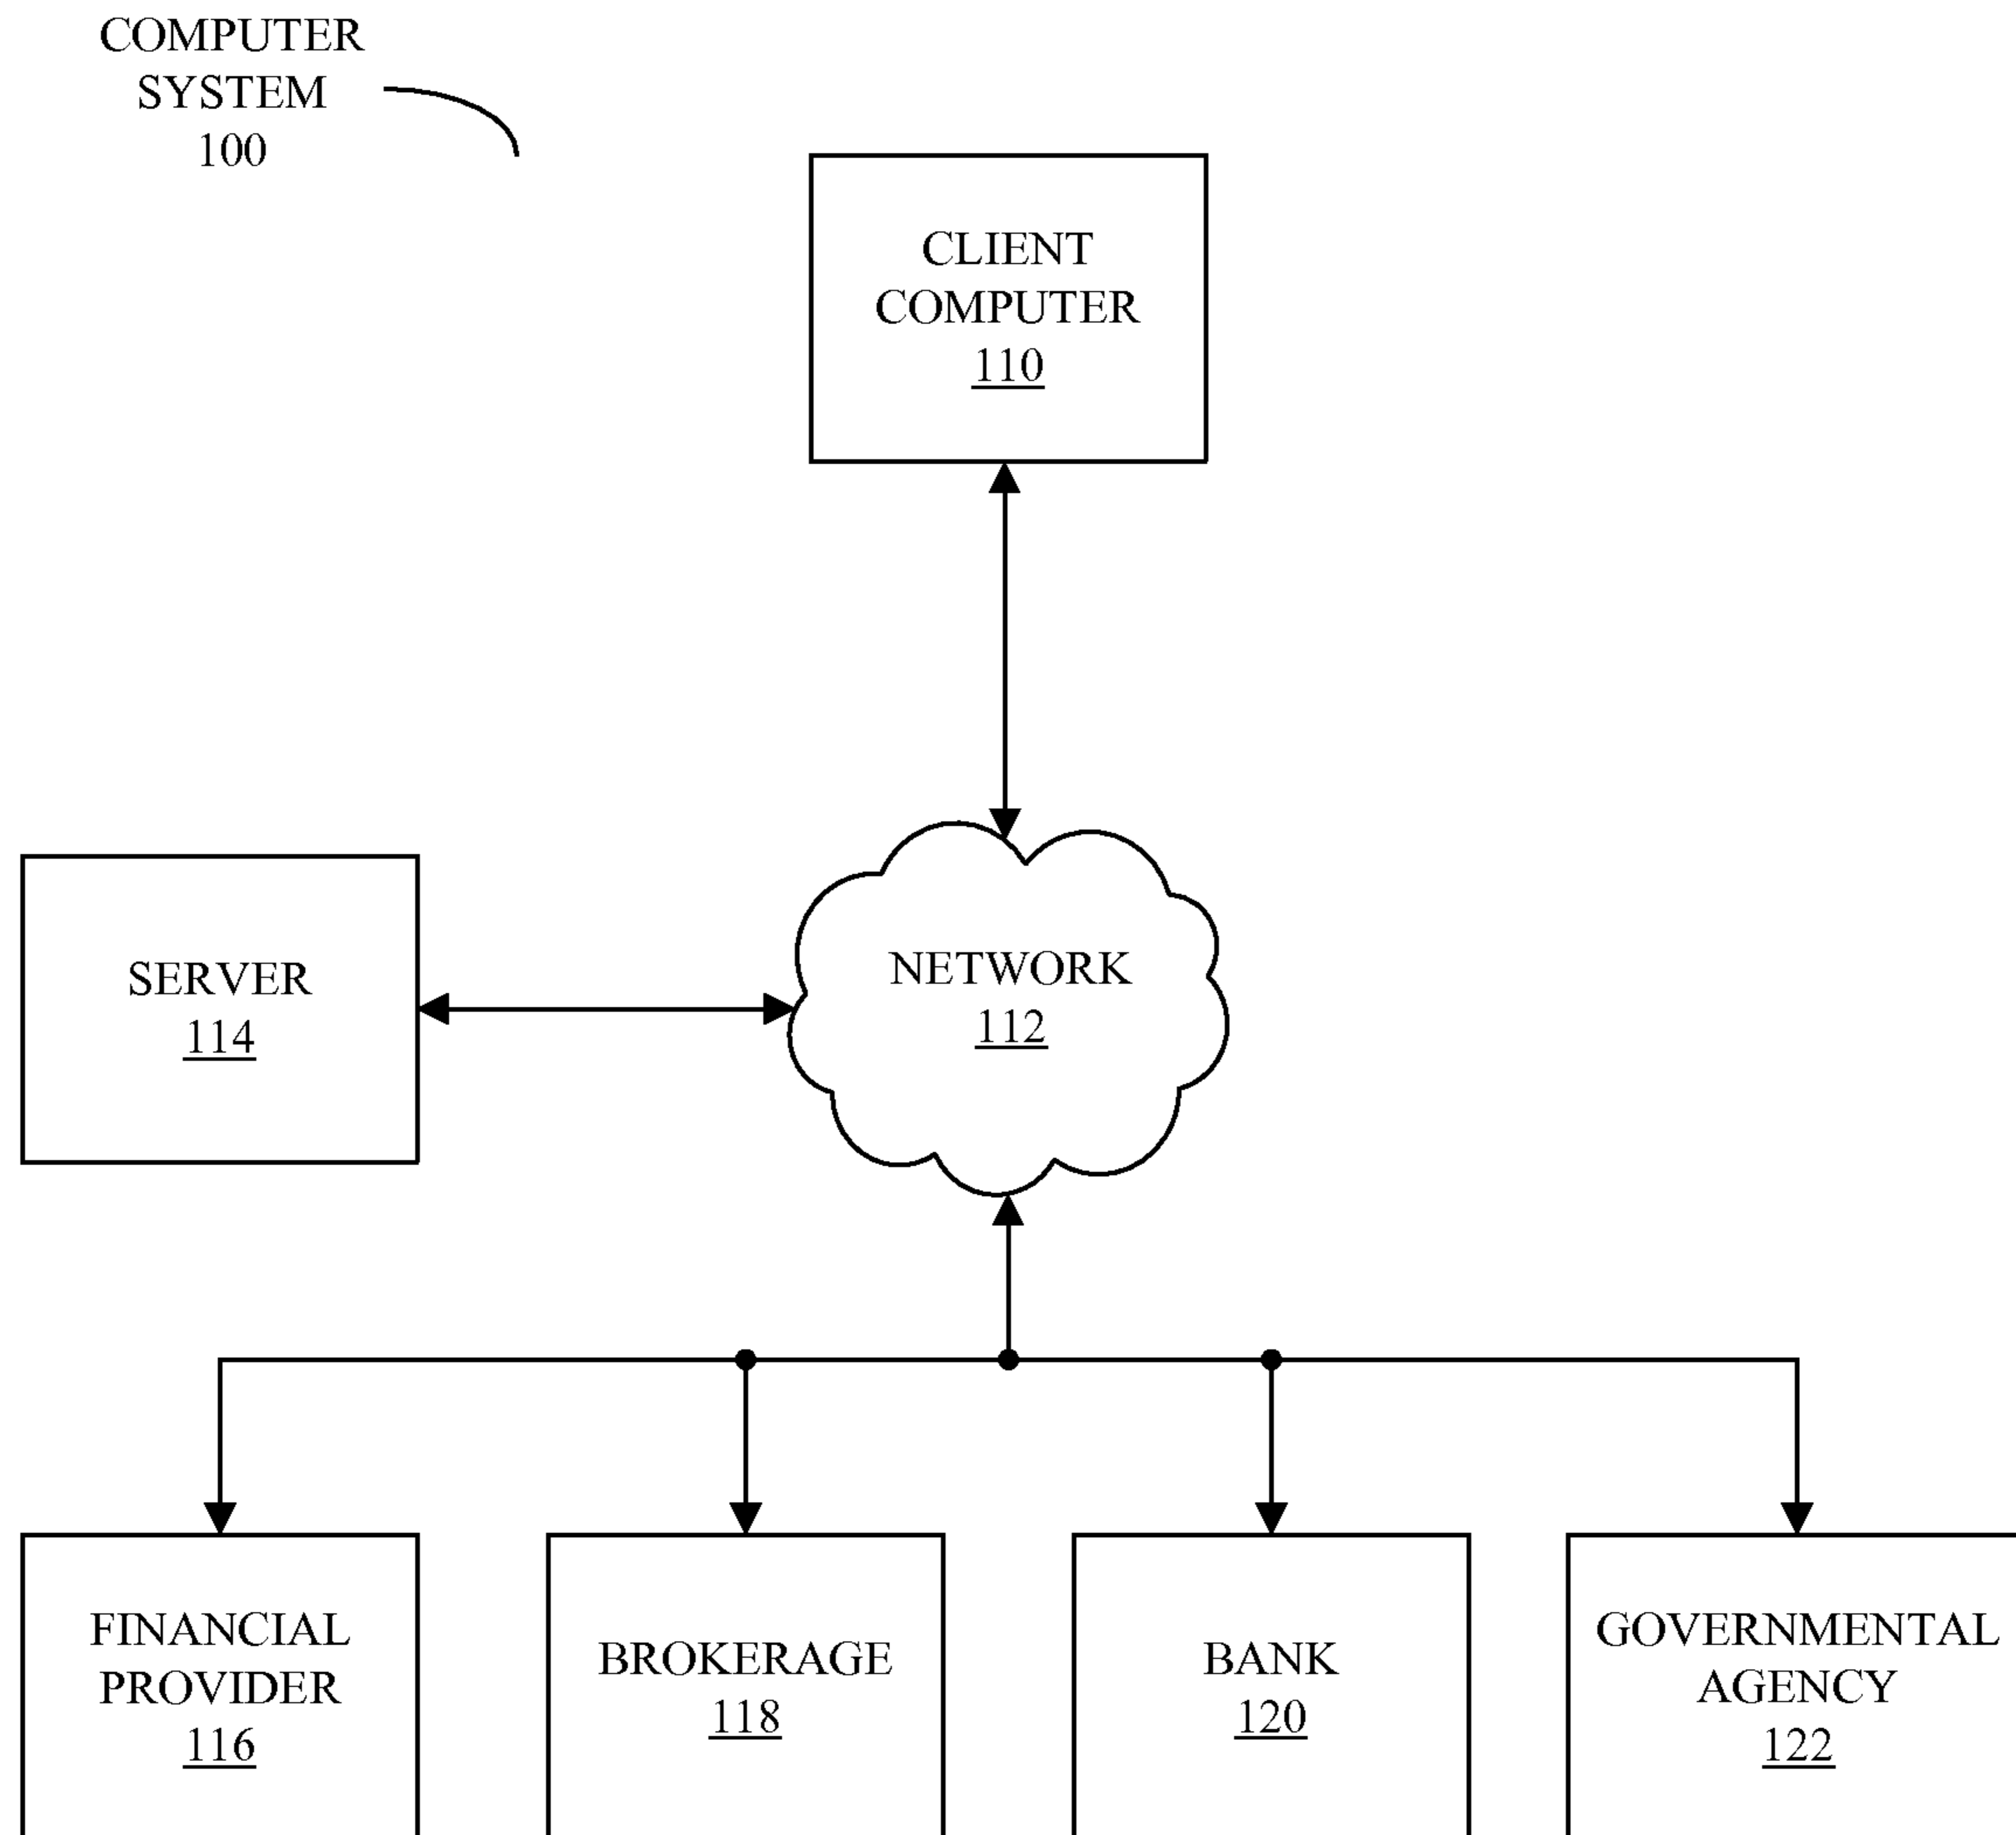 COMPUTER
SYSTEM
100
CLIENT
COMPUTER
110
SERVER
114
NETWORK
112
FINANCIAL
PROVIDER
116
BROKERAGE
118
BANK
120
GOVERNMENTAL
AGENCY
122